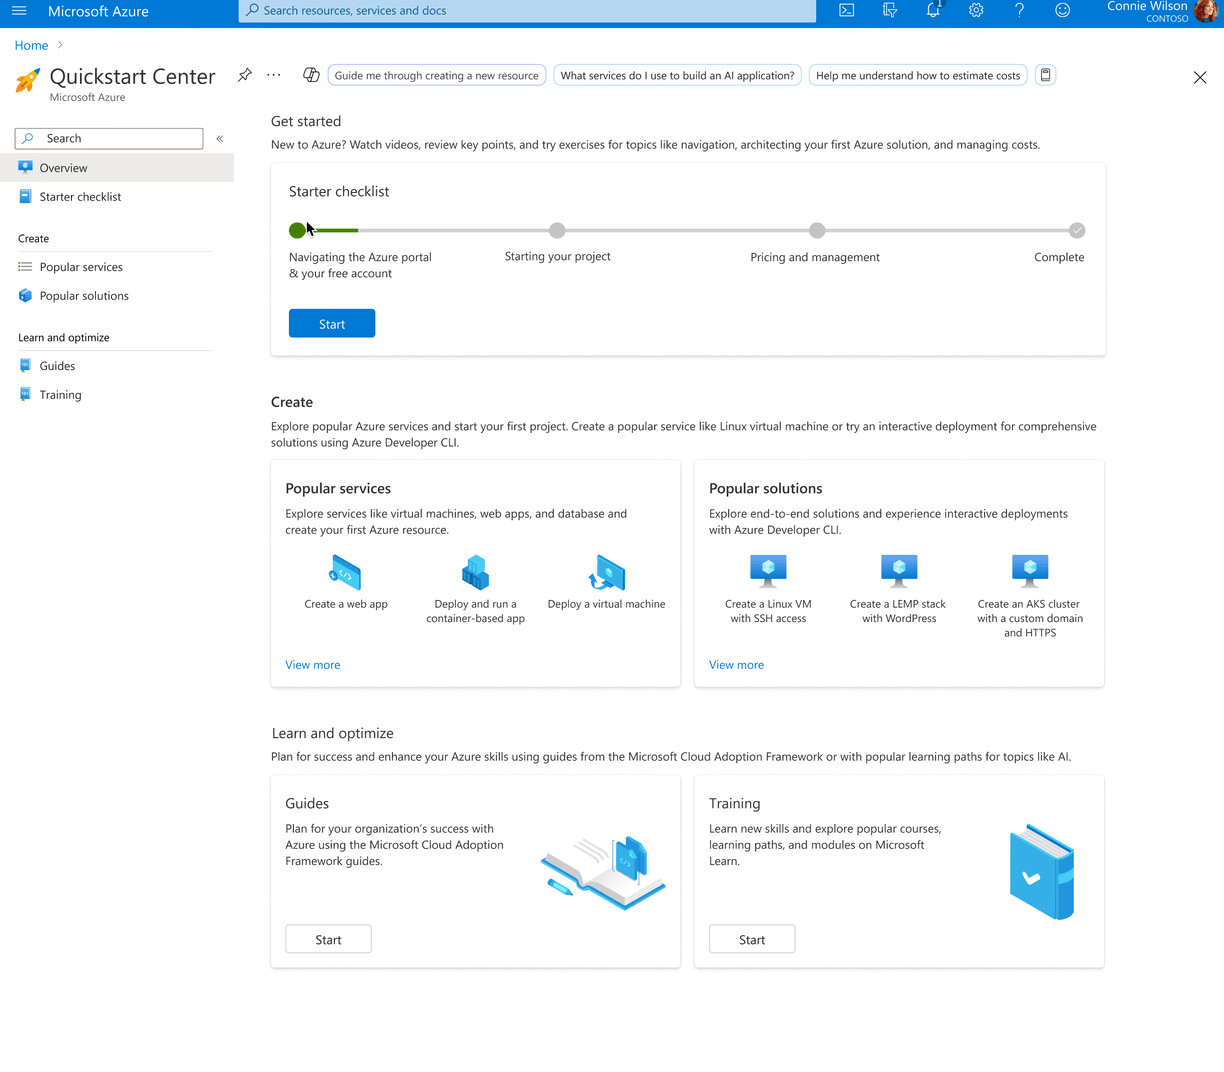 Microsoft Azure
Search resources, services and docs
1
Connie Wilson
CONTOSO
Home
Quickstart Center
Microsoft Azure
Guide me through creating a new resource
What services do I use to build an AI application?
Help me understand how to estimate costs
Search
Overview
Starter checklist
Create
Popular services
Popular solutions
Learn and optimize
Guides
Training
Get started
New to Azure? Watch videos, review key points, and try exercises for topics like navigation, architecting your first Azure solution, and managing costs.
Starter checklist
Navigating the Azure portal
& your free account
Starting your project
Pricing and management
Complete
Start
Create
Explore popular Azure services and start your first project. Create a popular service like Linux virtual machine or try an interactive deployment for comprehensive
solutions using Azure Developer CLI.
Popular services
Explore services like virtual machines, web apps, and database and
create your first Azure resource.
Create a web app
Deploy and run a
container-based app
Deploy a virtual machine
View more
Popular solutions
Explore end-to-end solutions and experience interactive deployments
with Azure Developer CLI.
Create a Linux VM
with SSH access
Create a LEMP stack
with WordPress
Create an AKS cluster
with a custom domain
and HTTPS
View more
Learn and optimize
Plan for success and enhance your Azure skills using guides from the Microsoft Cloud Adoption Framework or with popular learning paths for topics like AI.
Guides
Plan for your organization's success with
Azure using the Microsoft Cloud Adoption
Framework guides.
Start
Training
Learn new skills and explore popular courses,
learning paths, and modules on Microsoft
Learn.
Start